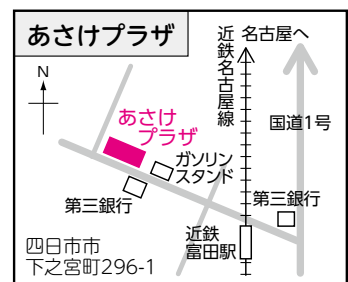 あさけプラザ
近鉄名古屋線
名古屋へ
N
国道1号
あさけ
プラザ
ガソリン
スタンド
第三銀行
第三銀行
近鉄
富田駅
四日市市
下之宮町296-1